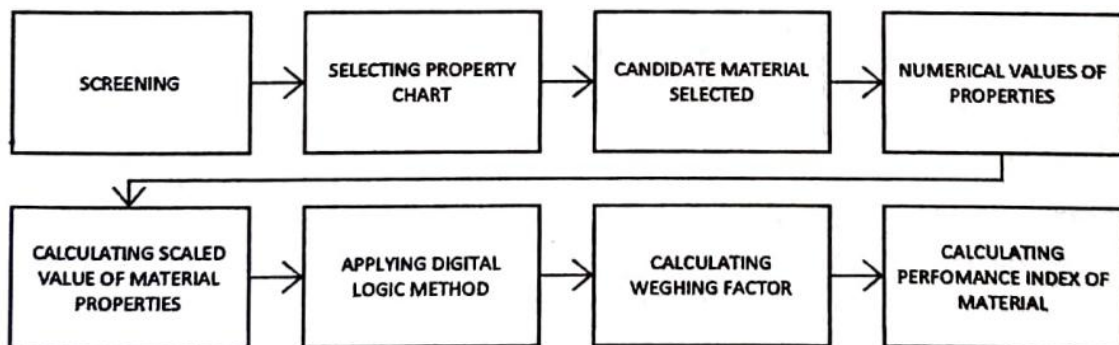 SCREENING
SELECTING PROPERTY
CHART
CANDIDATE MATERIAL
SELECTED
NUMERICAL VALUES OF
PROPERTIES
CALCULATING SCALED
VALUE OF MATERIAL
PROPERTIES
APPLYING DIGITAL
LOGIC METHOD
CALCULATING
WEGHING FACTOR
CALCULATING
PERFOMANCE INDEX OF
MATERIAL